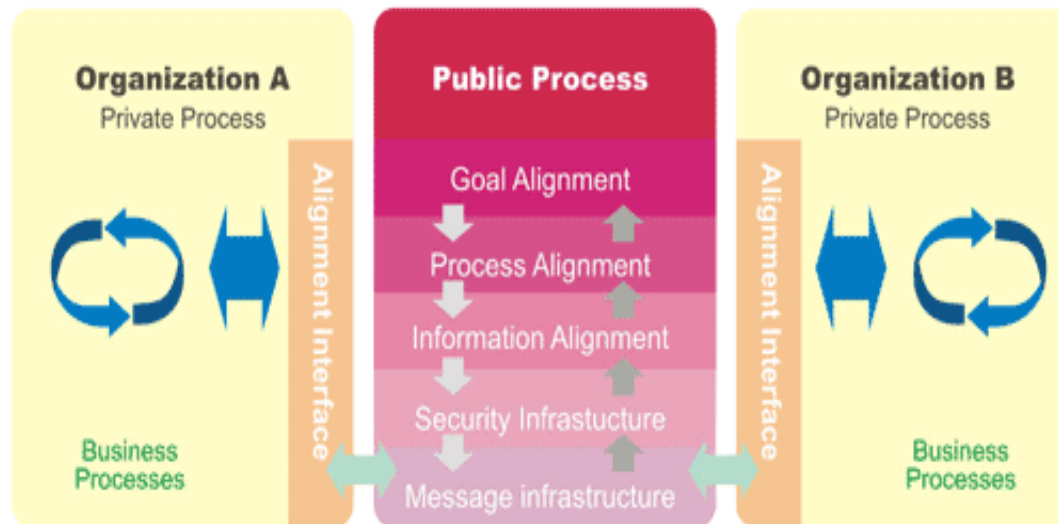 Organization A
Private Process
Alignment Interface
Business
Processes
Public Process
Goal Alignment
Process Alignment
Information Alignment
Security Infrastucture
Message infrastructure
Organization B
Private Process
Alignment Interface
Business
Processes